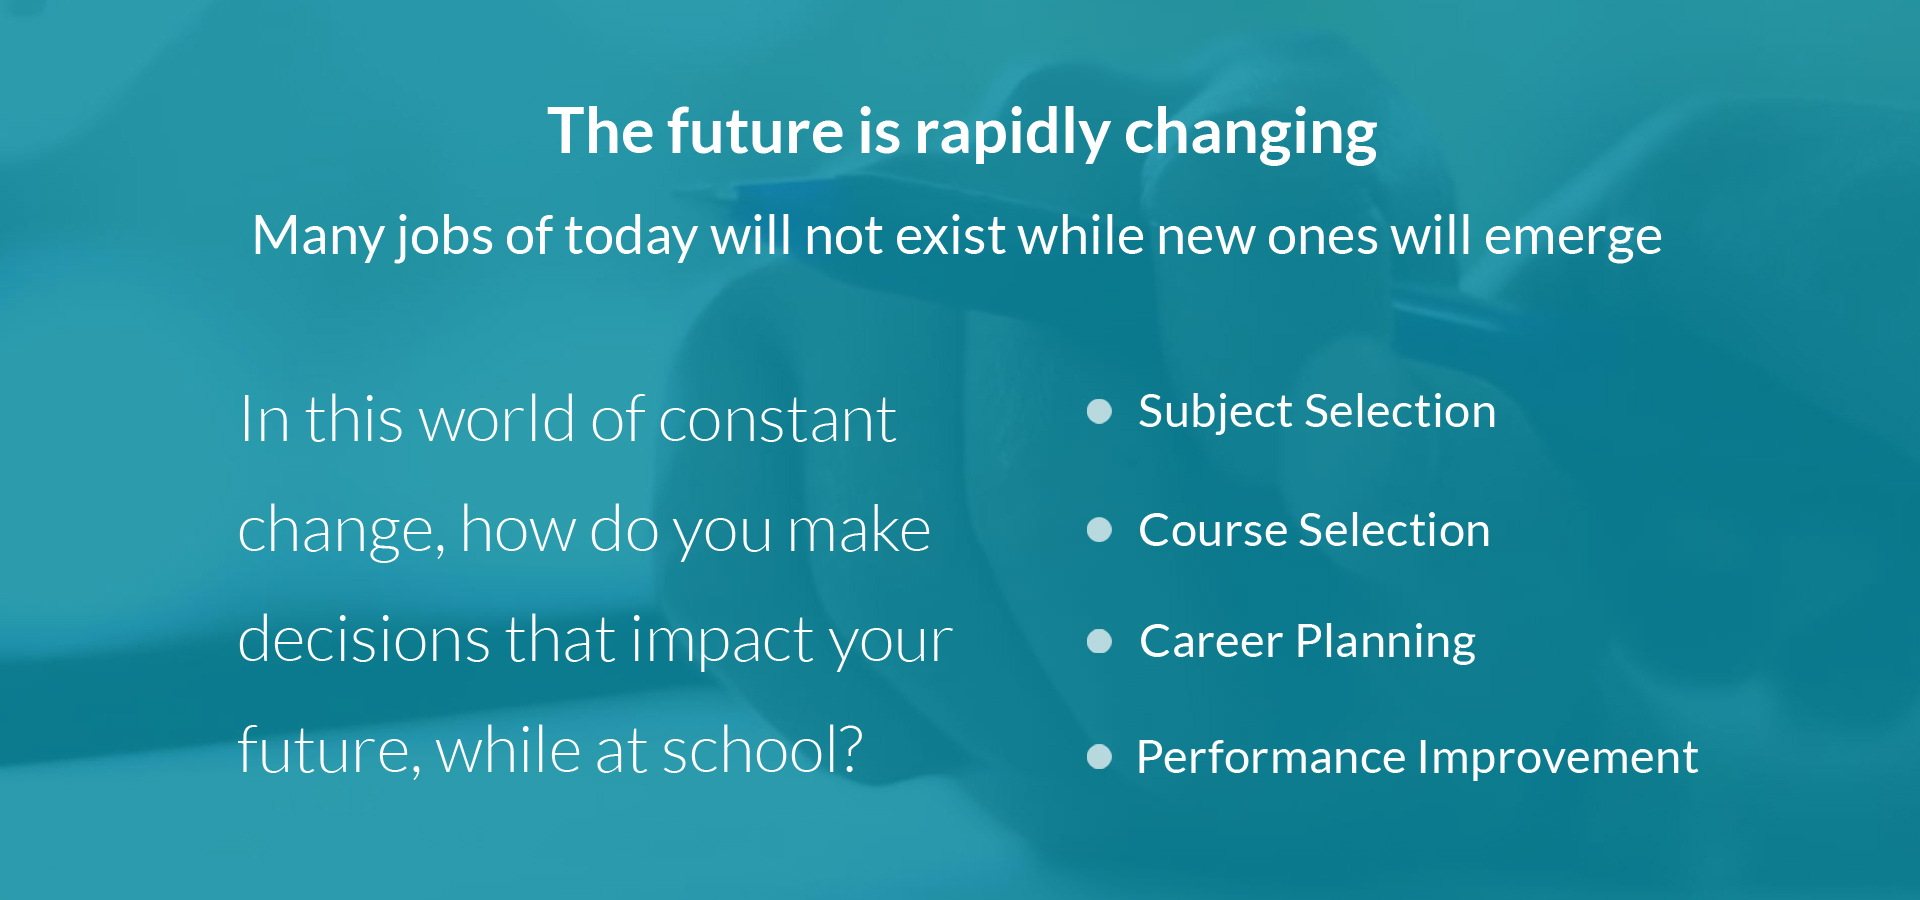 The future is rapidly changing
Many jobs of today will not exist while new ones will emerge
In this world of constant
change, how do you make
decisions that impact your
future, while at school?
Subject Selection
Course Selection
Career Planning
Performance Improvement